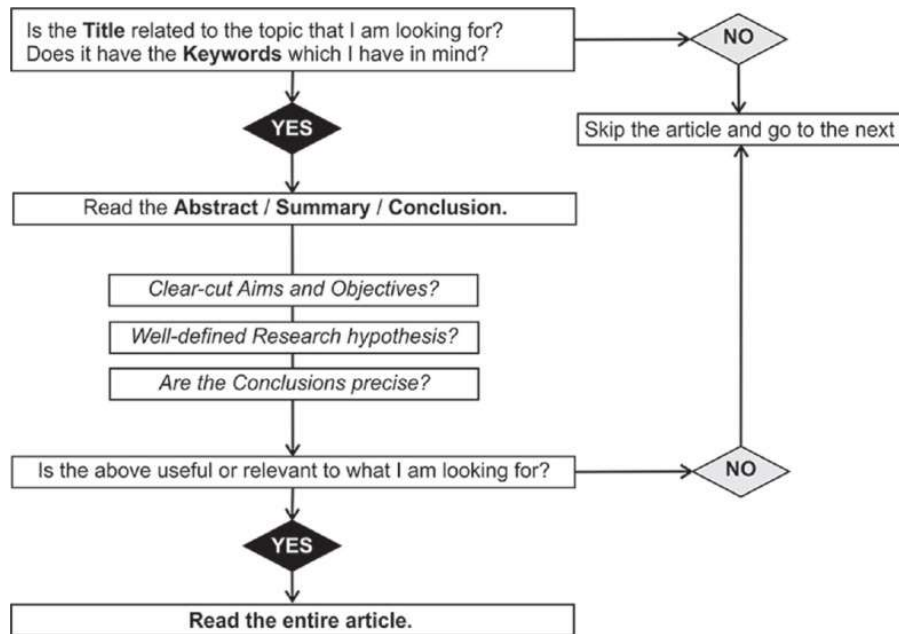 Is the Title related to the topic that I am looking for?
Does it have the Keywords which I have in mind?
NO
YES
Skip the article and go to the next
Read the Abstract / Summary / Conclusion.
Clear-cut Aims and Objectives?
Well-defined Research hypothesis?
Are the Conclusions precise?
Is the above useful or relevant to what I am looking for?
NO
YES
Read the entire article.